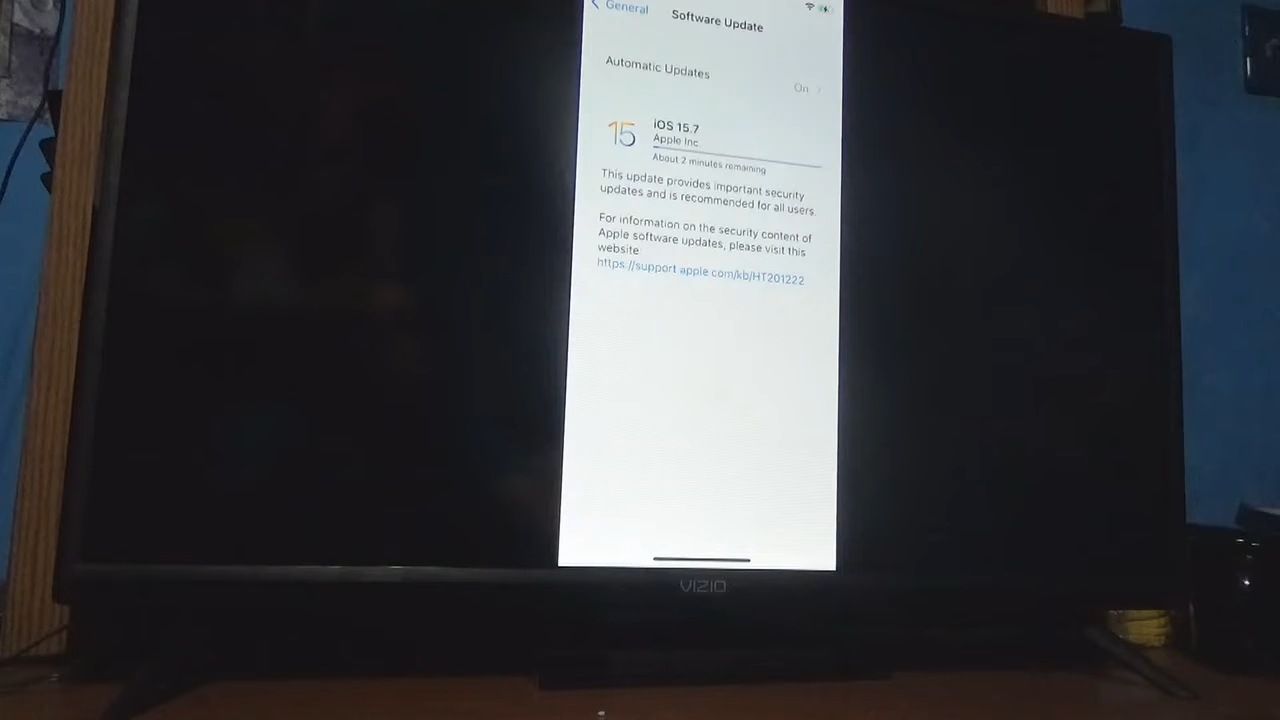 General
Software Update
Automatic Updates
On
15
iOS 15.7
Apple Inc.
About 2 minutes remaining
This update provides important security
updates and is recommended for all users.
For information on the security content of
Apple software updates, please visit this
website:
https://support.apple.com/kb/HT201222
VIZIO